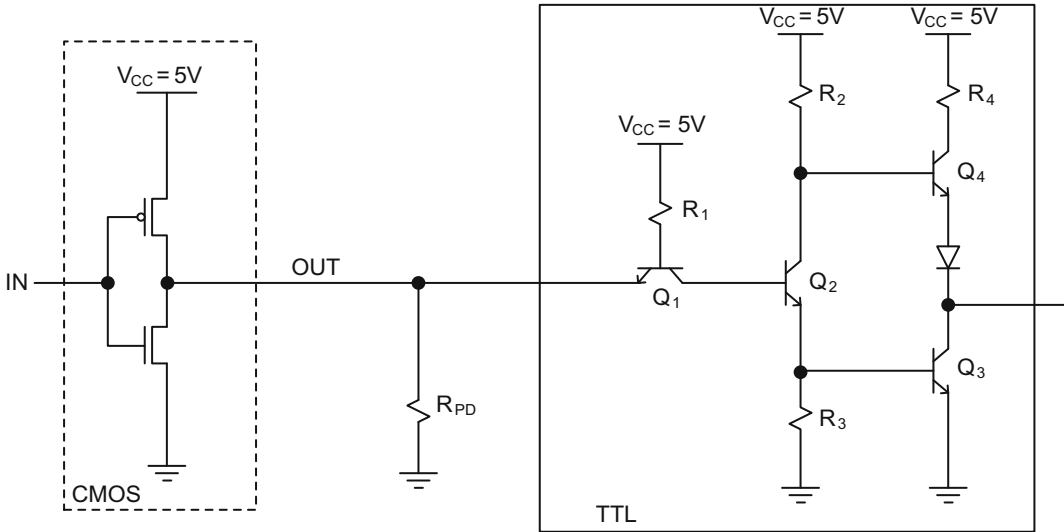 V_CC = 5V
V_CC = 5V
V_CC = 5V
R_2
R_4
V_CC = 5V
Q_4
R_1
OUT
IN
Q_1
Q_2
Q_3
R_PD
R_3
CMOS
TTL